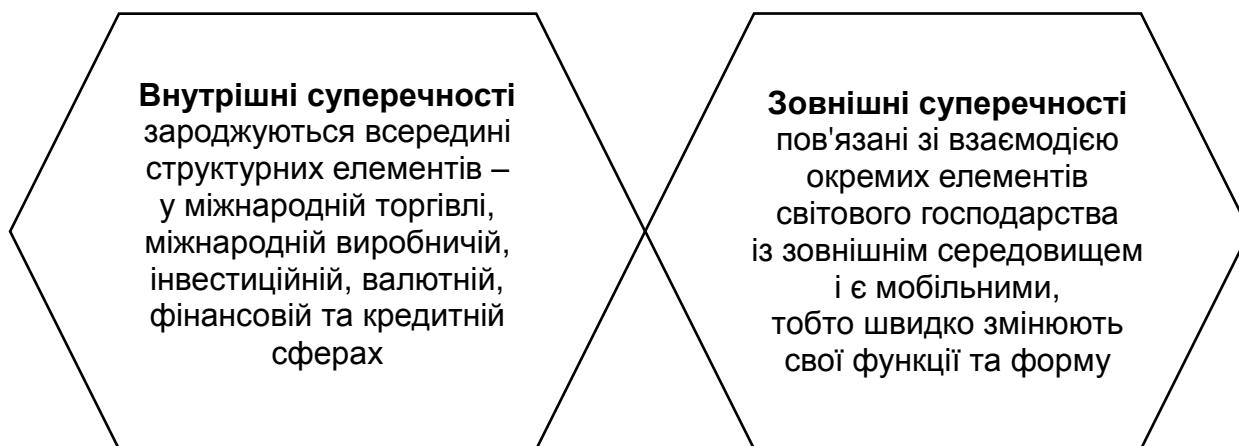 Внутрішні суперечності
зароджуються всередині
структурних елементів –
у міжнародній торгівлі,
міжнародній виробничій,
інвестиційній, валютній,
фінансовій та кредитній
сферах
Зовнішні суперечності
пов'язані зі взаємодією
окремих елементів
світового господарства
із зовнішнім середовищем
і є мобільними,
тобто швидко змінюють
свої функції та форму